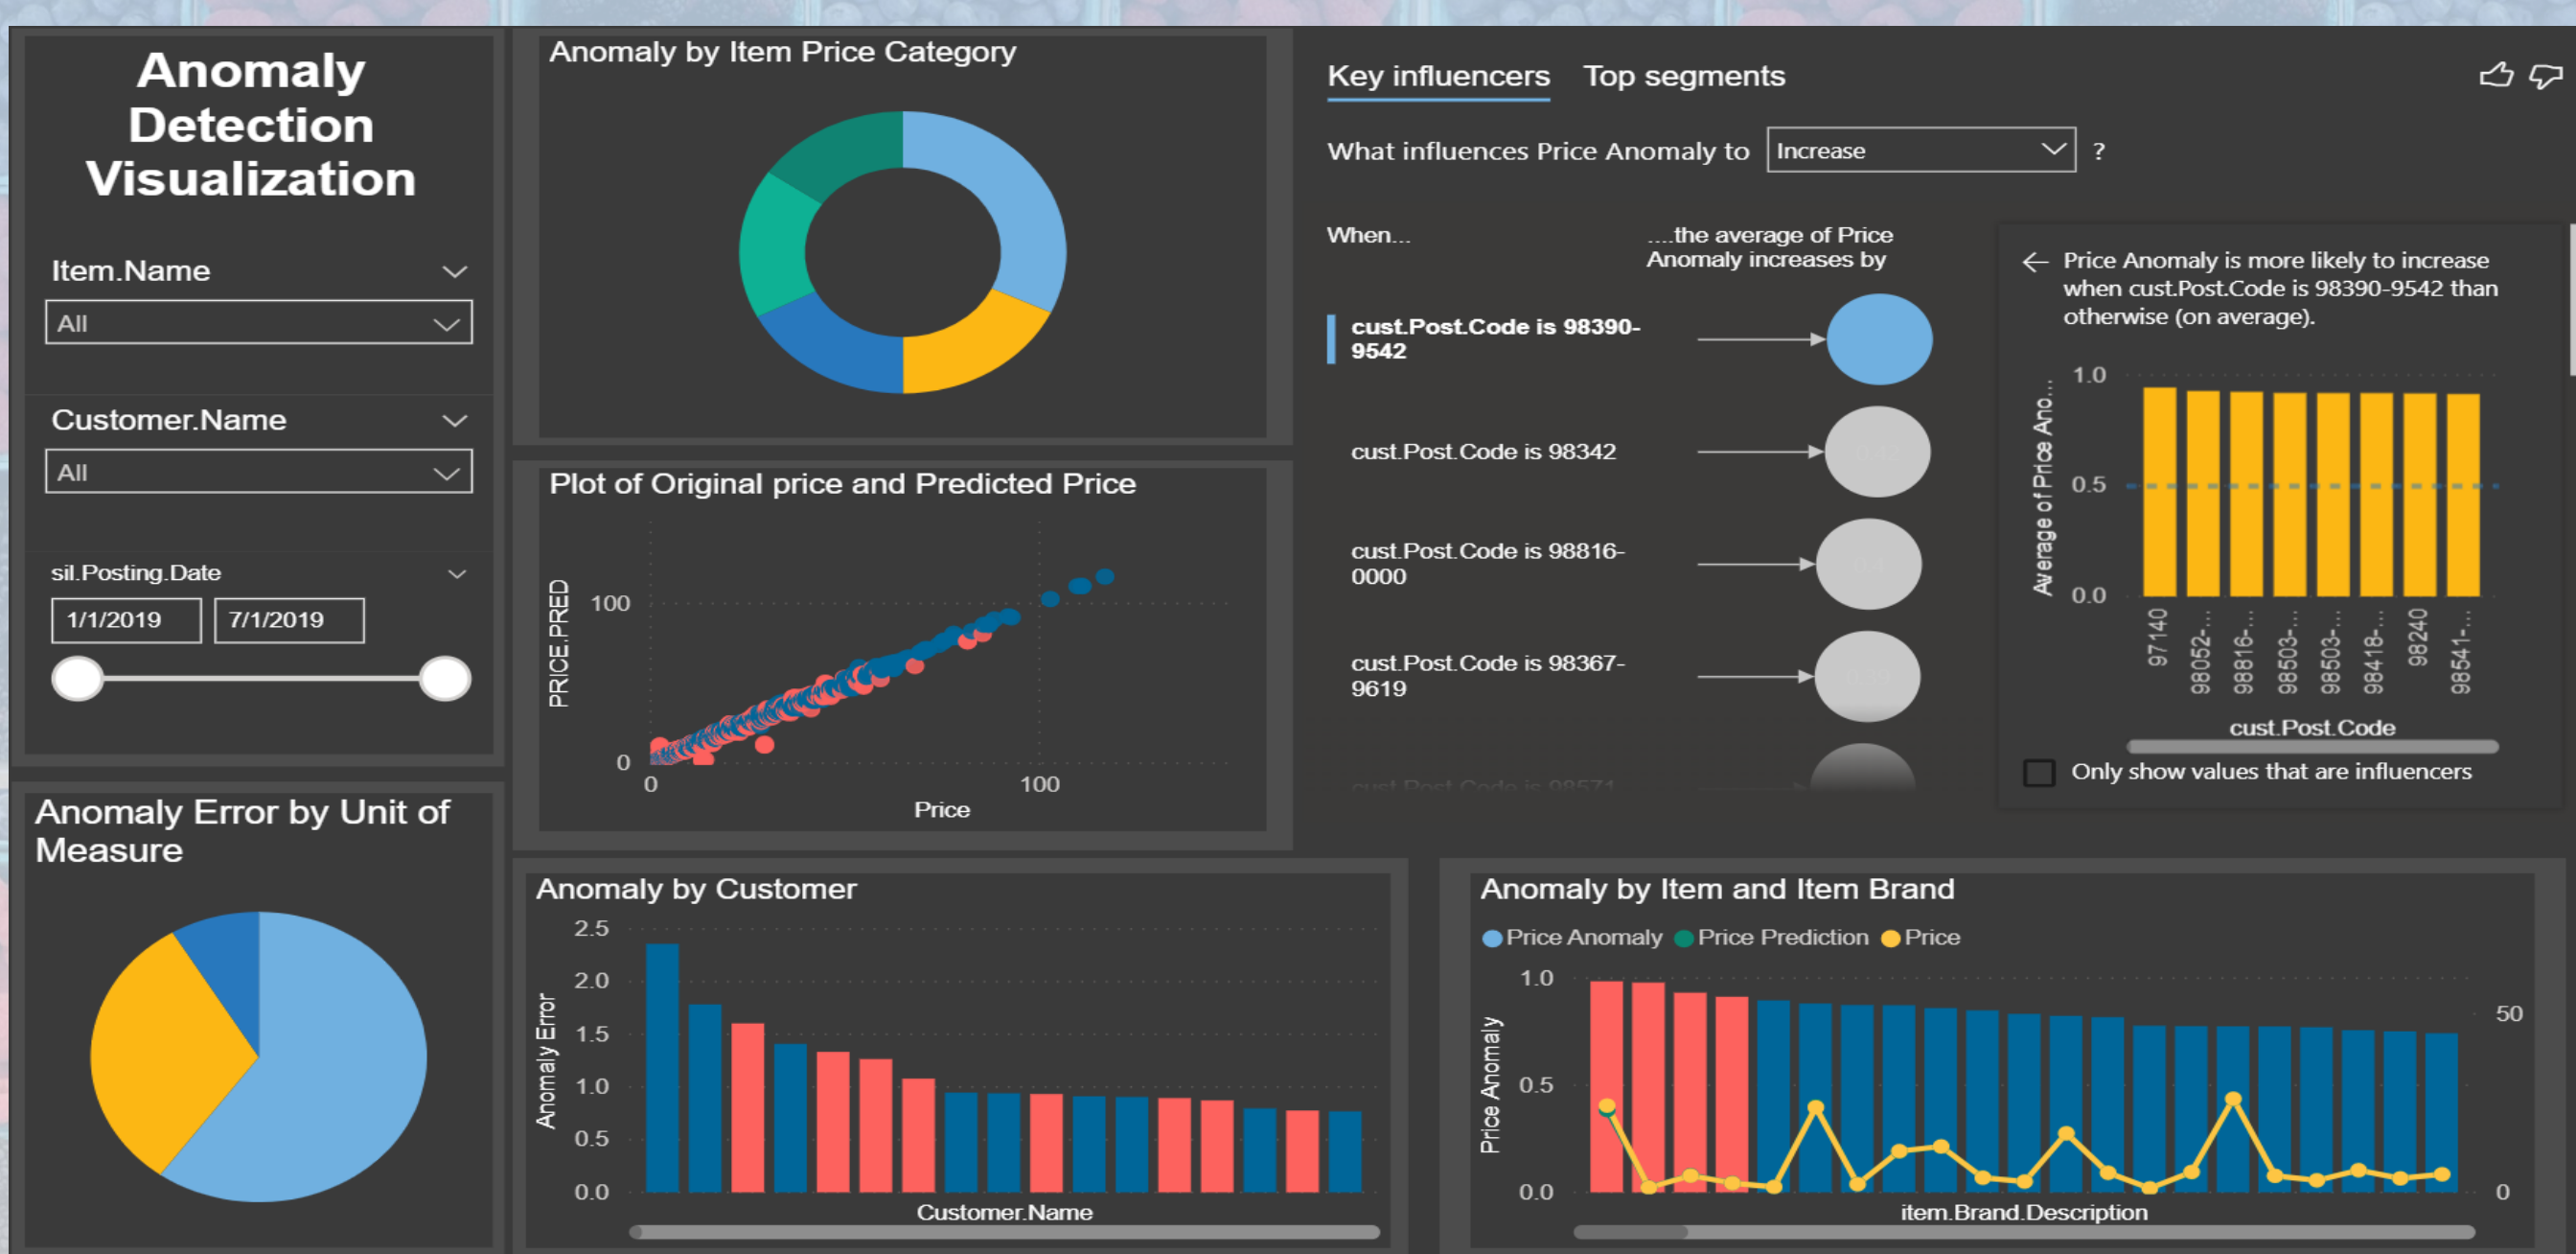 Anomaly
Detection
Visualization
Item.Name
All
Customer.Name
All
sil.Posting.Date
1/1/2019
7/1/2019
Anomaly Error by Unit of
Measure
Anomaly by Item Price Category
Plot of Original price and Predicted Price
PRICE.PRED
100
0
0
100
Price
Key influencers
Top segments
What influences Price Anomaly to
Increase
?
When...
....the average of Price
Anomaly increases by
cust.Post.Code is 98390-
9542
cust.Post.Code is 98342
cust.Post.Code is 98816-
0000
cust.Post.Code is 98367-
9619
cust.Post.Code is 98571-
Price Anomaly is more likely to increase
when cust.Post.Code is 98390-9542 than
otherwise (on average).
Average of Price Ano...
1.0
0.5
0.0
97140
98052-...
98816-...
98503-...
98503-...
98418-...
98240
98541-...
cust.Post.Code
Only show values that are influencers
Anomaly by Customer
Anomaly Error
2.5
2.0
1.5
1.0
0.5
0.0
Customer.Name
Anomaly by Item and Item Brand
Price Anomaly
Price Prediction
Price
Price Anomaly
1.0
0.5
0.0
50
0
item.Brand.Description